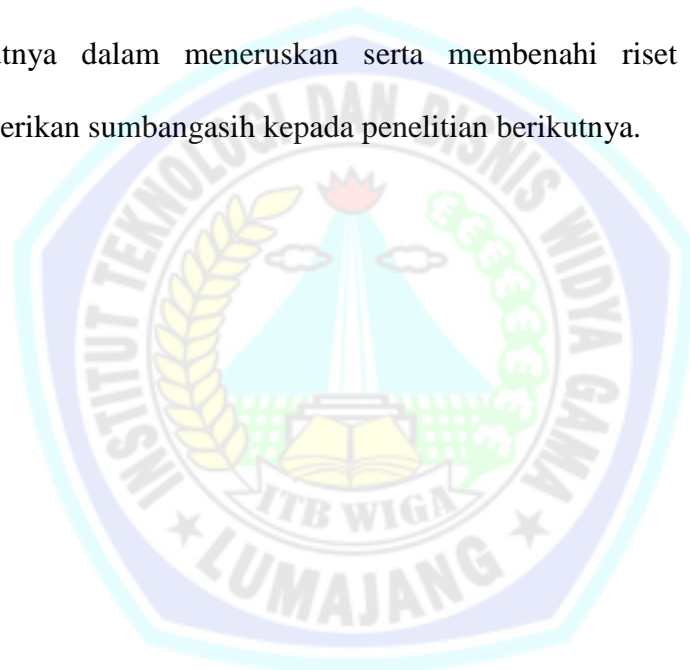 utnya dalam meneruskan serta membenahi riset
erikan sumbangasih kepada penelitian berikutnya.
INSTITUT TEKNOLOGI DAN BISNIS WIDYA GAMA
ITB WIGA
LUMAJANG